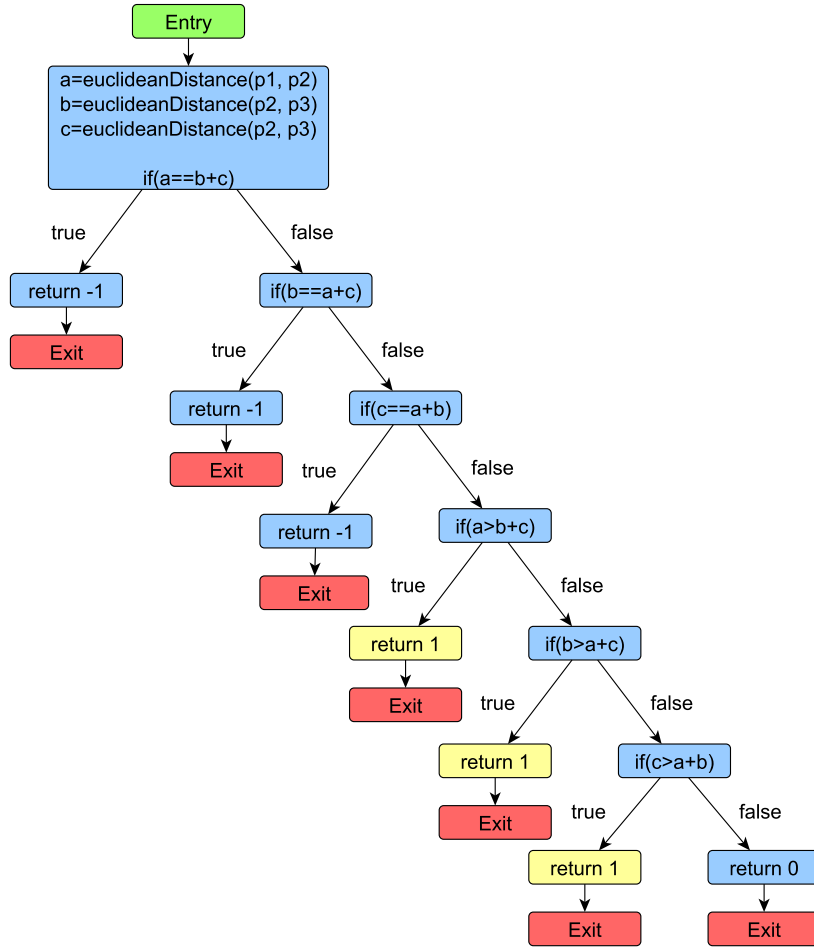 Entry
a=euclideanDistance(p1, p2)
b=euclideanDistance(p2, p3)
c=euclideanDistance(p2, p3)
if(a==b+c)
true
false
return -1
if(b==a+c)
Exit
true
false
return -1
if(c==a+b)
Exit
true
false
return -1
if(a>b+c)
Exit
true
false
return 1
if(b>a+c)
Exit
true
false
return 1
if(c>a+b)
Exit
true
false
return 1
return 0
Exit
Exit